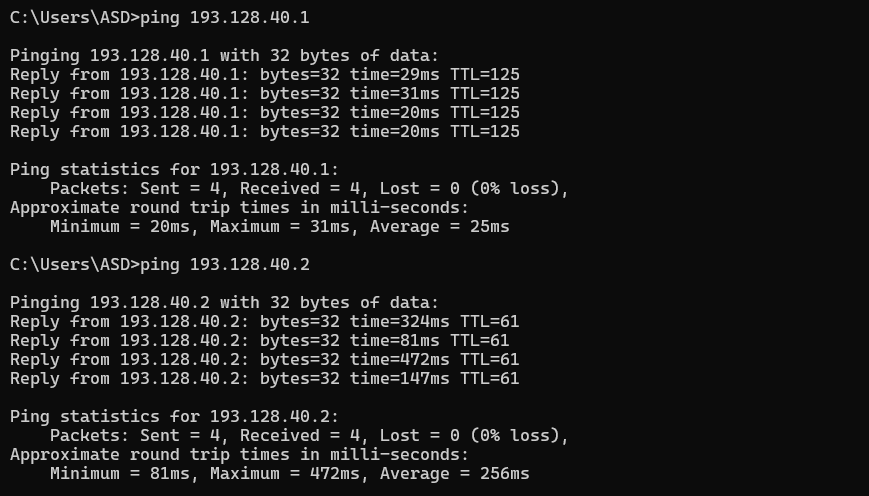 C:\Users\ASD>ping 193.128.40.1
Pinging 193.128.40.1 with 32 bytes of data:
Reply from 193.128.40.1: bytes=32 time=29ms TTL=125
Reply from 193.128.40.1: bytes=32 time=31ms TTL=125
Reply from 193.128.40.1: bytes=32 time=20ms TTL=125
Reply from 193.128.40.1: bytes=32 time=20ms TTL=125
Ping statistics for 193.128.40.1:
    Packets: Sent = 4, Received = 4, Lost = 0 (0% loss),
Approximate round trip times in milli-seconds:
    Minimum = 20ms, Maximum = 31ms, Average = 25ms
C:\Users\ASD>ping 193.128.40.2
Pinging 193.128.40.2 with 32 bytes of data:
Reply from 193.128.40.2: bytes=32 time=324ms TTL=61
Reply from 193.128.40.2: bytes=32 time=81ms TTL=61
Reply from 193.128.40.2: bytes=32 time=472ms TTL=61
Reply from 193.128.40.2: bytes=32 time=147ms TTL=61
Ping statistics for 193.128.40.2:
    Packets: Sent = 4, Received = 4, Lost = 0 (0% loss),
Approximate round trip times in milli-seconds:
    Minimum = 81ms, Maximum = 472ms, Average = 256ms